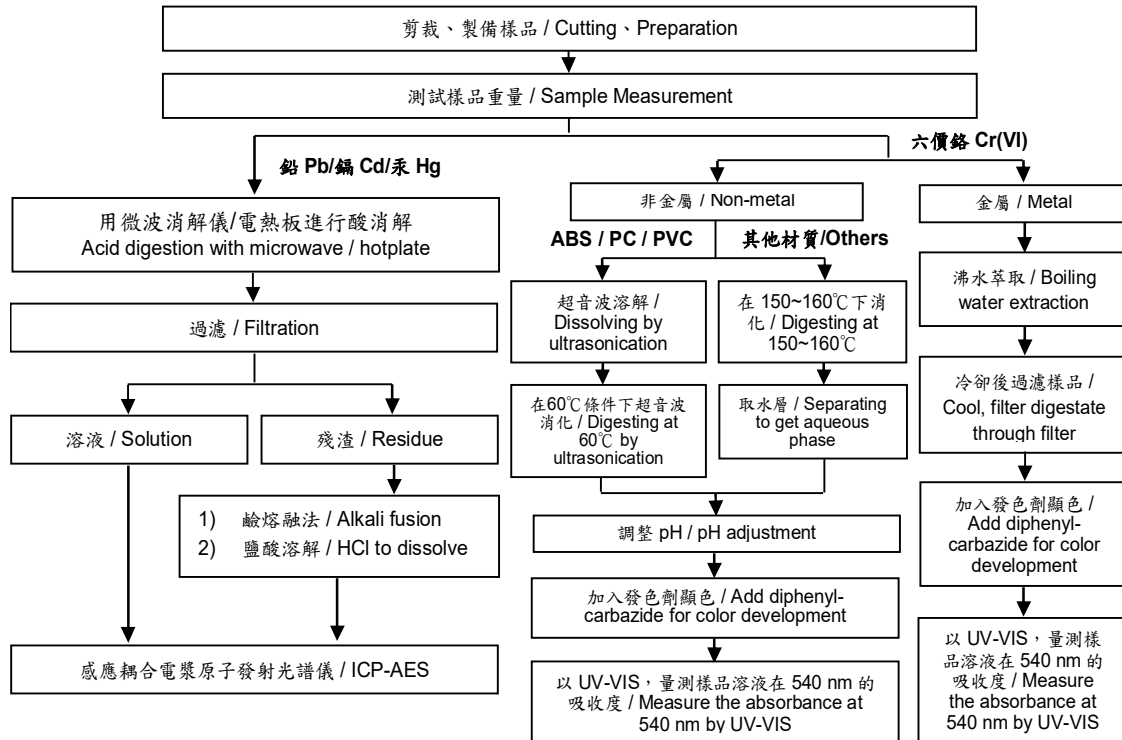 剪裁、製備樣品 / Cutting、Preparation
測試樣品重量 / Sample Measurement
鉛 Pb/鎘 Cd/汞 Hg
六價鉻 Cr(VI)
用微波消解儀/電熱板進行酸消解
Acid digestion with microwave / hotplate
過濾 / Filtration
溶液 / Solution
殘渣 / Residue
1) 鹼熔融法 / Alkali fusion
2) 鹽酸溶解 / HCl to dissolve
感應耦合電漿原子發射光譜儀 / ICP-AES
非金屬 / Non-metal
ABS / PC / PVC
其他材質/Others
超音波溶解 /
Dissolving by
ultrasonication
在 150~160℃下消
化 / Digesting at
150~160℃
在60℃條件下超音波
消化 / Digesting at
60℃ by
ultrasonication
取水層 / Separating
to get aqueous
phase
調整 pH / pH adjustment
加入發色劑顯色 / Add diphenyl-
carbazide for color development
以 UV-VIS，量測樣品溶液在 540 nm 的
吸收度 / Measure the absorbance at
540 nm by UV-VIS
金屬 / Metal
沸水萃取 / Boiling
water extraction
冷卻後過濾樣品 /
Cool, filter digestate
through filter
加入發色劑顯色 /
Add diphenyl-
carbazide for color
development
以 UV-VIS，量測樣
品溶液在 540 nm 的
吸收度 / Measure
the absorbance at
540 nm by UV-VIS